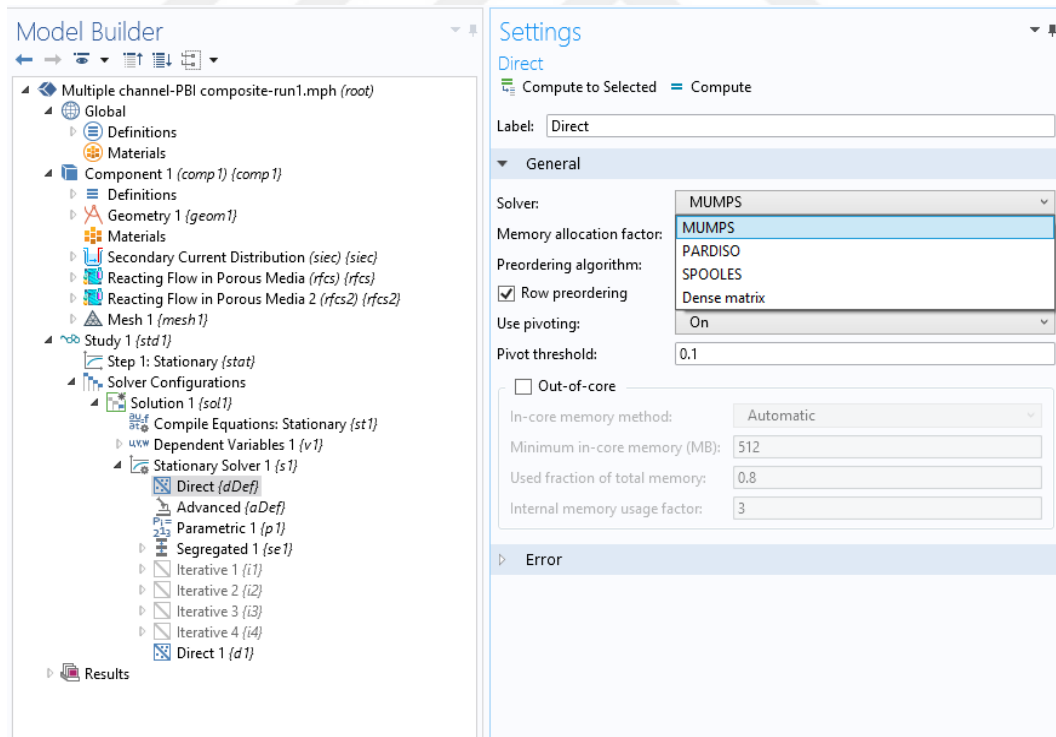 Model Builder
Multiple channel-PBI composite-run1.mph (root)
Global
Definitions
Materials
Component 1 (comp1) {comp1}
Definitions
Geometry 1 {geom1}
Materials
Secondary Current Distribution (siec) {siec}
Reacting Flow in Porous Media (rfcs) {rfcs}
Reacting Flow in Porous Media 2 (rfcs2) {rfcs2}
Mesh 1 {mesh1}
Study 1 {std1}
Step 1: Stationary {stat}
Solver Configurations
Solution 1 {sol1}
Compile Equations: Stationary {st1}
Dependent Variables 1 {v1}
Stationary Solver 1 {s1}
Direct {dDef}
Advanced {aDef}
Parametric 1 {p1}
Segregated 1 {se1}
Iterative 1 {i1}
Iterative 2 {i2}
Iterative 3 {i3}
Iterative 4 {i4}
Direct 1 {d1}
Results
Settings
Direct
Compute to Selected = Compute
Label: Direct
General
Solver: MUMPS
MUMPS
Memory allocation factor:
PARDISO
Preordering algorithm:
SPOOLES
Row preordering
Dense matrix
Use pivoting: On
Pivot threshold: 0.1
Out-of-core
In-core memory method: Automatic
Minimum in-core memory (MB): 512
Used fraction of total memory: 0.8
Internal memory usage factor: 3
Error